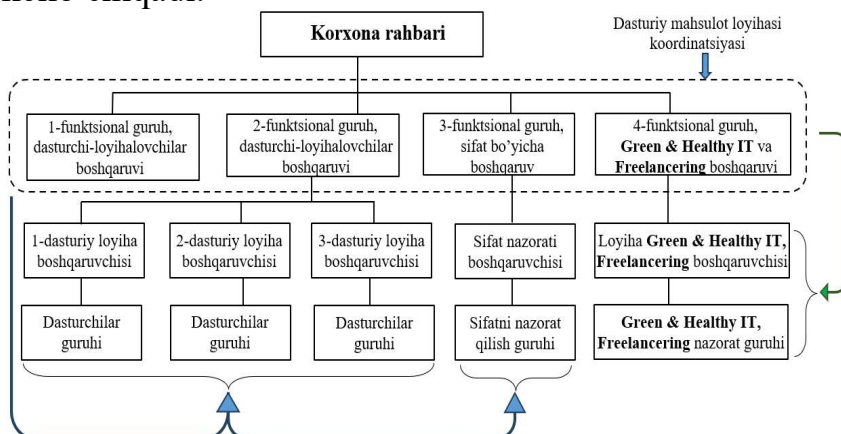 Korxona rahbari
Dasturiy mahsulot loyihasi
koordinatsiyasi
1-funktsional guruh,
dasturchi-loyihalovchilar
boshqaruvi
2-funktsional guruh,
dasturchi-loyihalovchilar
boshqaruvi
3-funktsional guruh,
sifat bo'yicha
boshqaruv
4-funktsional guruh,
Green & Healthy IT va
Freelancering boshqaruvi
1-dasturiy loyiha
boshqaruvchisi
2-dasturiy loyiha
boshqaruvchisi
3-dasturiy loyiha
boshqaruvchisi
Sifat nazorati
boshqaruvchisi
Loyiha Green & Healthy IT,
Freelancering boshqaruvchisi
Dasturchilar
guruhi
Dasturchilar
guruhi
Dasturchilar
guruhi
Sifatni nazorat
qilish guruhi
Green & Healthy IT,
Freelancering nazorat guruhi